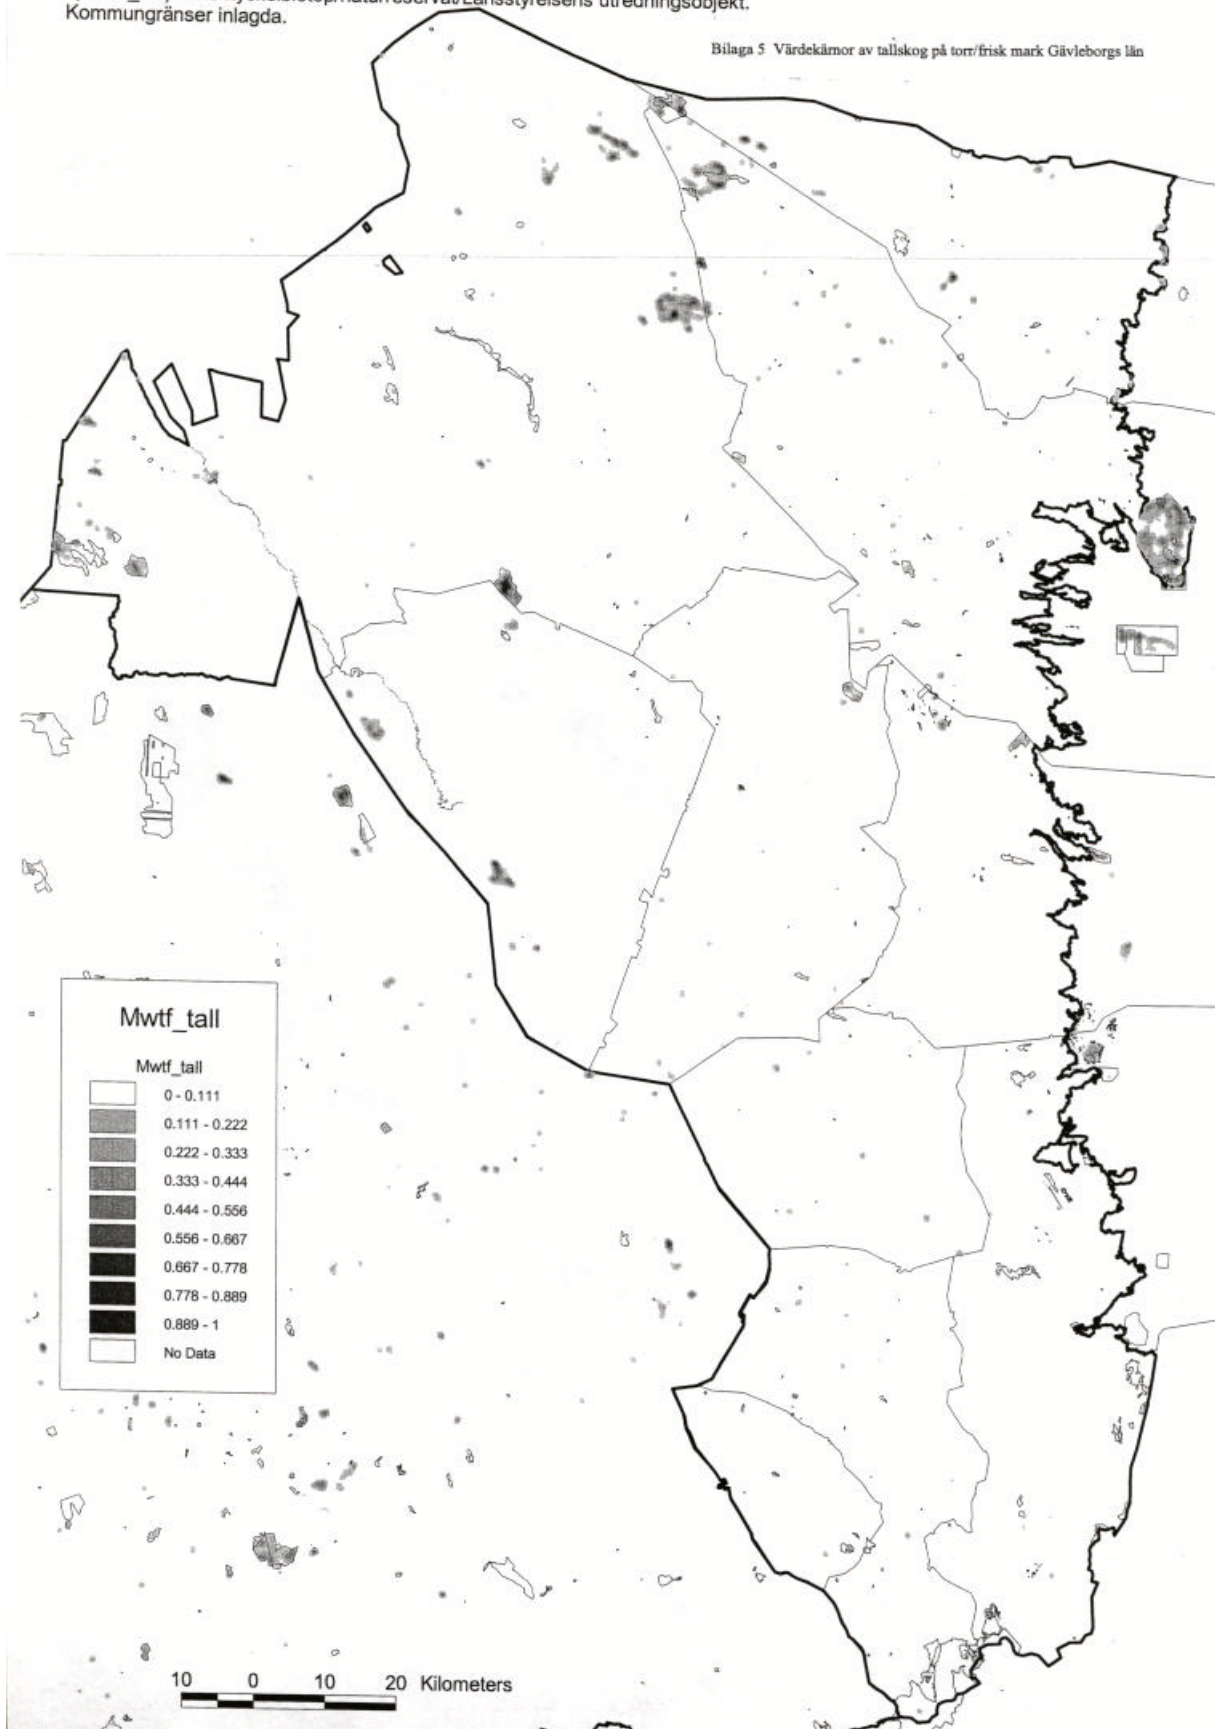 utredningsobjekt.
Kommungränser inlagda.
Bilaga 5 Värdekärnor av tallskog på torr/frisk mark Gävleborgs län
Mwtf_tall
Mwtf_tall
0 - 0.111
0.111 - 0.222
0.222 - 0.333
0.333 - 0.444
0.444 - 0.556
0.556 - 0.667
0.667 - 0.778
0.778 - 0.889
0.889 - 1
No Data
10 0 10 20 Kilometers